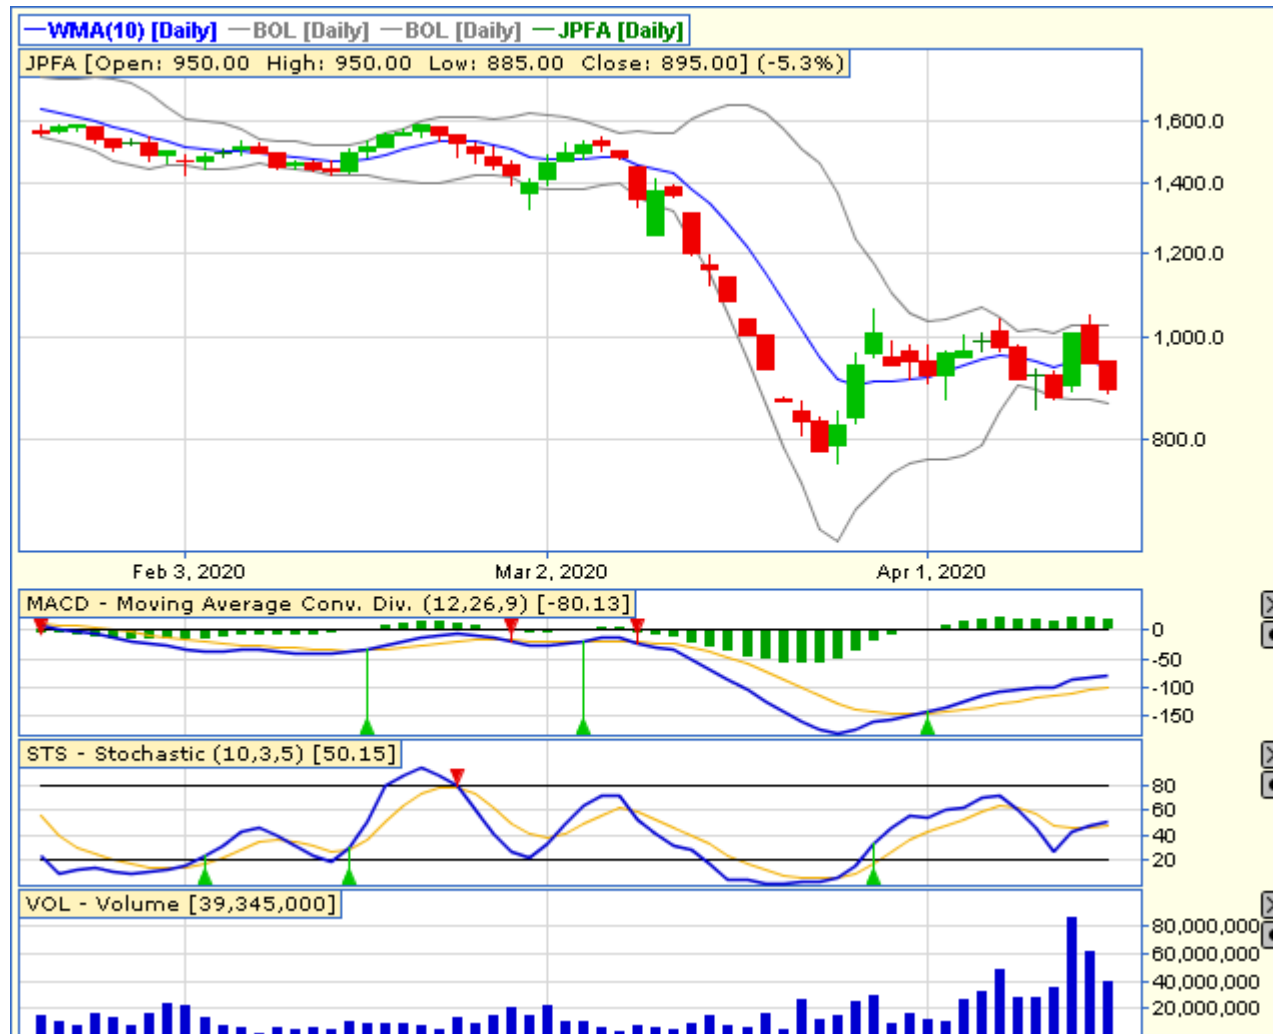 WMA(10) [Daily] BOL [Daily] BOL [Daily] JPFA [Daily]
JPFA [Open: 950.00 High: 950.00 Low: 885.00 Close: 895.00] (-5.3%)
1,600.0
1,400.0
1,200.0
1,000.0
800.0
Feb 3, 2020 Mar 2, 2020 Apr 1, 2020
MACD - Moving Average Conv. Div. (12,26,9) [-80.13]
0
-50
-100
-150
STS - Stochastic (10,3,5) [50.15]
80
60
40
20
VOL - Volume [39,345,000]
80,000,000
60,000,000
40,000,000
20,000,000